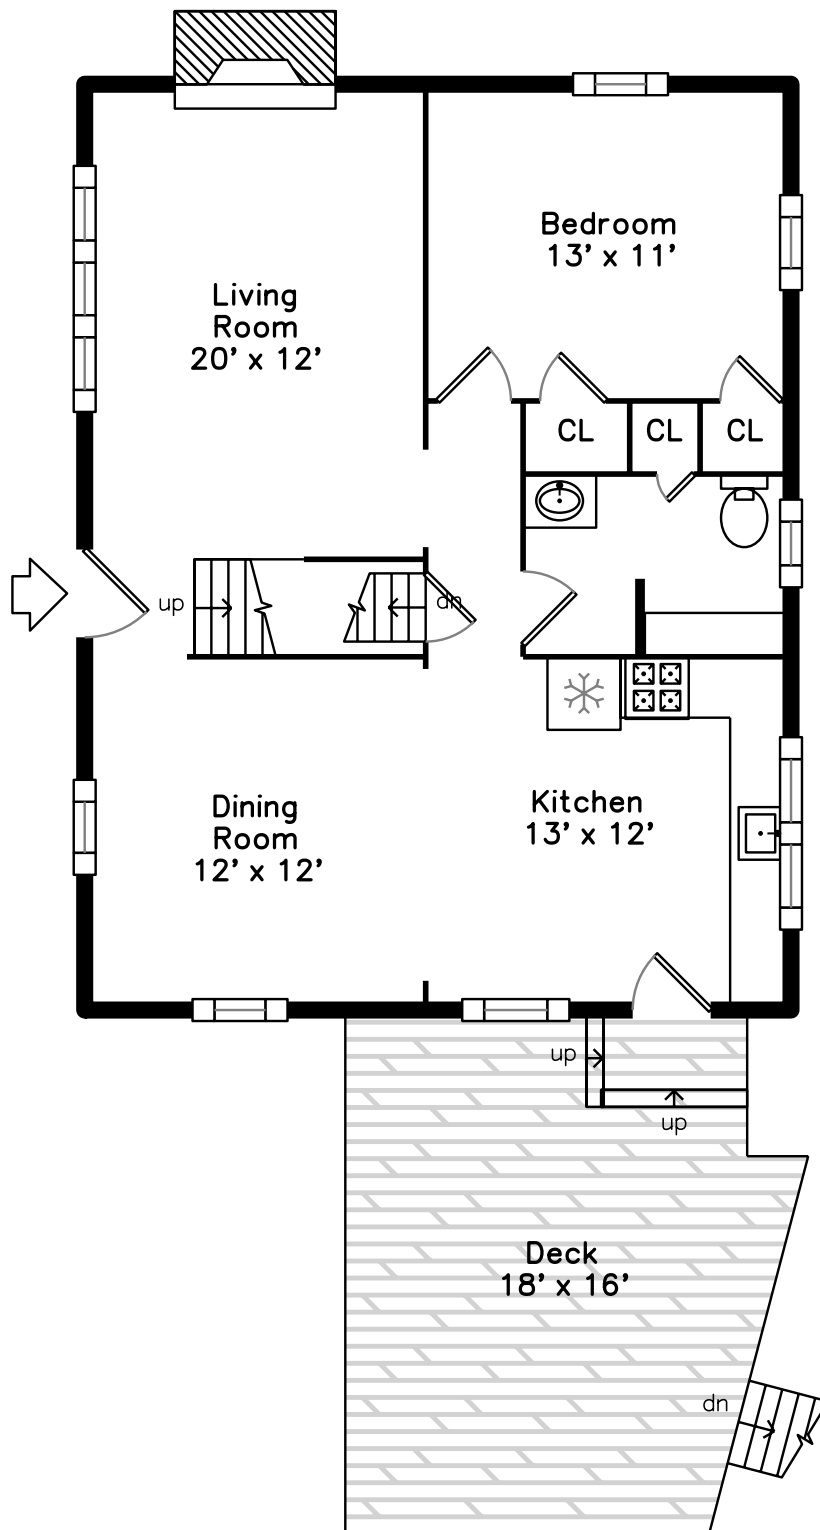 Bedroom
13' x 11'
Living
Room
20' x 12'
CL
CL
CL
up
dn
Dining
Room
12' x 12'
Kitchen
13' x 12'
up
up
Deck
18' x 16'
dn